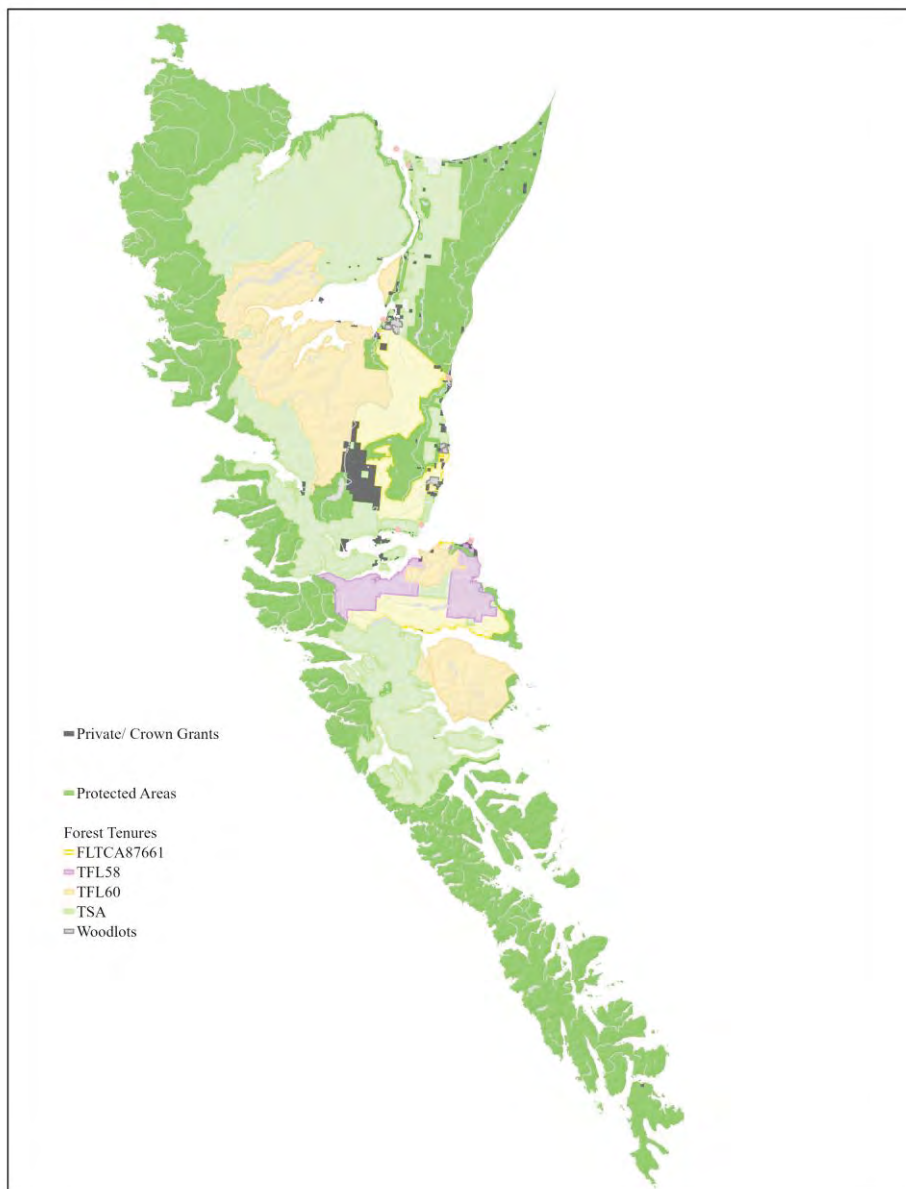 Private/ Crown Grants
Protected Areas
Forest Tenures
FLTCA87661
TFL58
TFL60
TSA
Woodlots